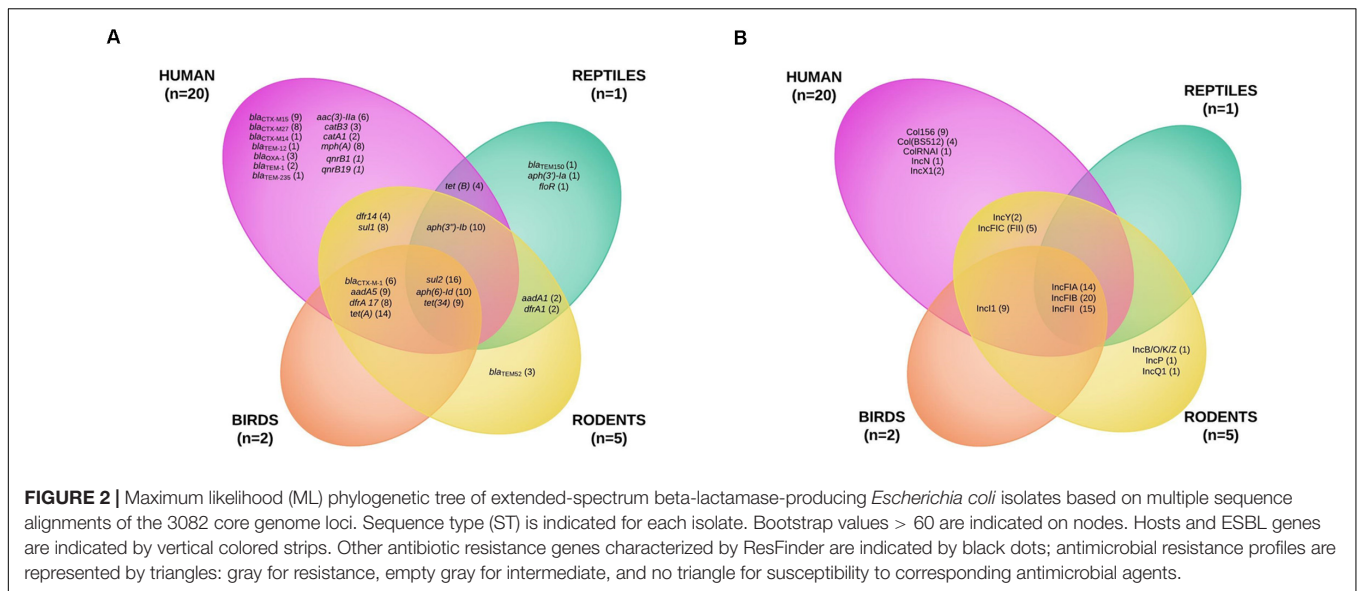 A
HUMAN
(n=20)
REPTILES
(n=1)
blaCTX-M15 (9)
blaCTX-M27 (8)
blaCTX-M14 (1)
blaTEM-12 (1)
blaOXA-1 (3)
blaTEM-1 (2)
blaTEM-235 (1)
aac(3)-IIa (6)
catB3 (3)
catA1 (2)
mph(A) (8)
qnrB1 (1)
qnrB19 (1)
tet (B) (4)
blaTEM150 (1)
aph(3')-Ia (1)
floR (1)
dfr14 (4)
sul1 (8)
aph(3'')-Ib (10)
blaCTX-M-1 (6)
aadA5 (9)
dfrA 17 (8)
tet(A) (14)
sul2 (16)
aph(6)-Id (10)
tet(34) (9)
aadA1 (2)
dfrA1 (2)
blaTEM52 (3)
BIRDS
(n=2)
RODENTS
(n=5)
B
HUMAN
(n=20)
REPTILES
(n=1)
Col156 (9)
Col(BS512) (4)
ColRNAI (1)
IncN (1)
IncX1(2)
IncY(2)
IncFIC (FII) (5)
IncI1 (9)
IncFIA (14)
IncFIB (20)
IncFII (15)
IncB/O/K/Z (1)
IncP (1)
IncQ1 (1)
BIRDS
(n=2)
RODENTS
(n=5)
FIGURE 2 | Maximum likelihood (ML) phylogenetic tree of extended-spectrum beta-lactamase-producing Escherichia coli isolates based on multiple sequence
alignments of the 3082 core genome loci. Sequence type (ST) is indicated for each isolate. Bootstrap values > 60 are indicated on nodes. Hosts and ESBL genes
are indicated by vertical colored strips. Other antibiotic resistance genes characterized by ResFinder are indicated by black dots; antimicrobial resistance profiles are
represented by triangles: gray for resistance, empty gray for intermediate, and no triangle for susceptibility to corresponding antimicrobial agents.